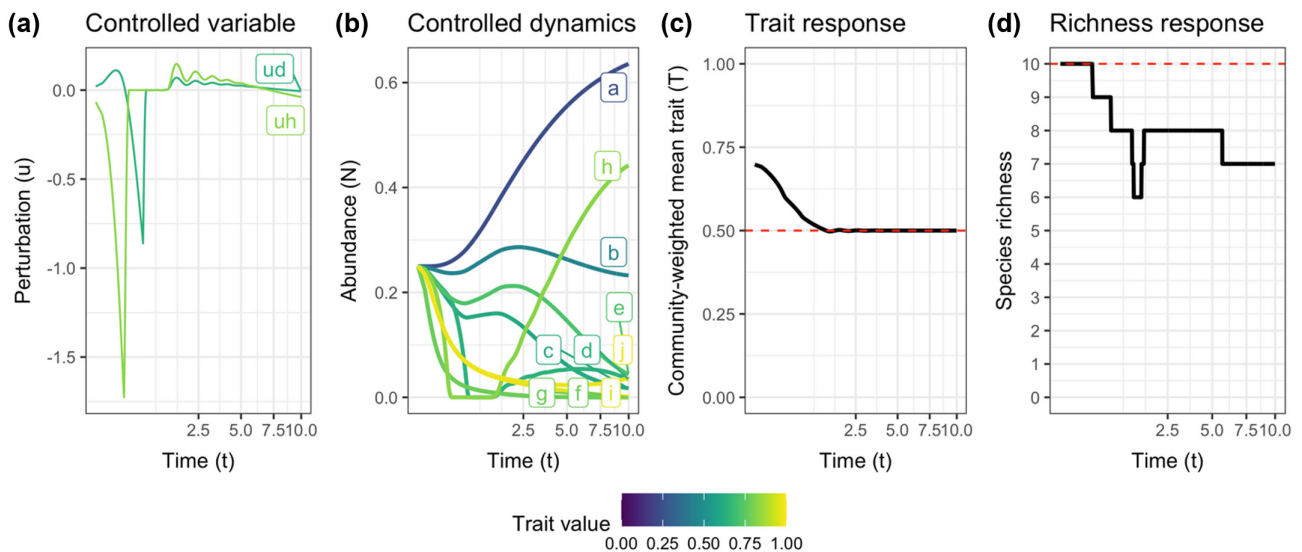 (a) Controlled variable
Perturbation (u)
0.0
-0.5
-1.0
-1.5
ud
uh
2.5 5.0 7.510.0
Time (t)
(b) Controlled dynamics
Abundance (N)
0.6
0.4
0.2
0.0
a
h
b
e
c d j
g f i
2.5 5.0 7.510.0
Time (t)
(c) Trait response
Community-weighted mean trait (T)
1.00
0.75
0.50
0.25
0.00
2.5 5.0 7.510.0
Time (t)
(d) Richness response
Species richness
10
9
8
7
6
5
4
3
2
1
0
2.5 5.0 7.510.0
Time (t)
Trait value
0.00 0.25 0.50 0.75 1.00